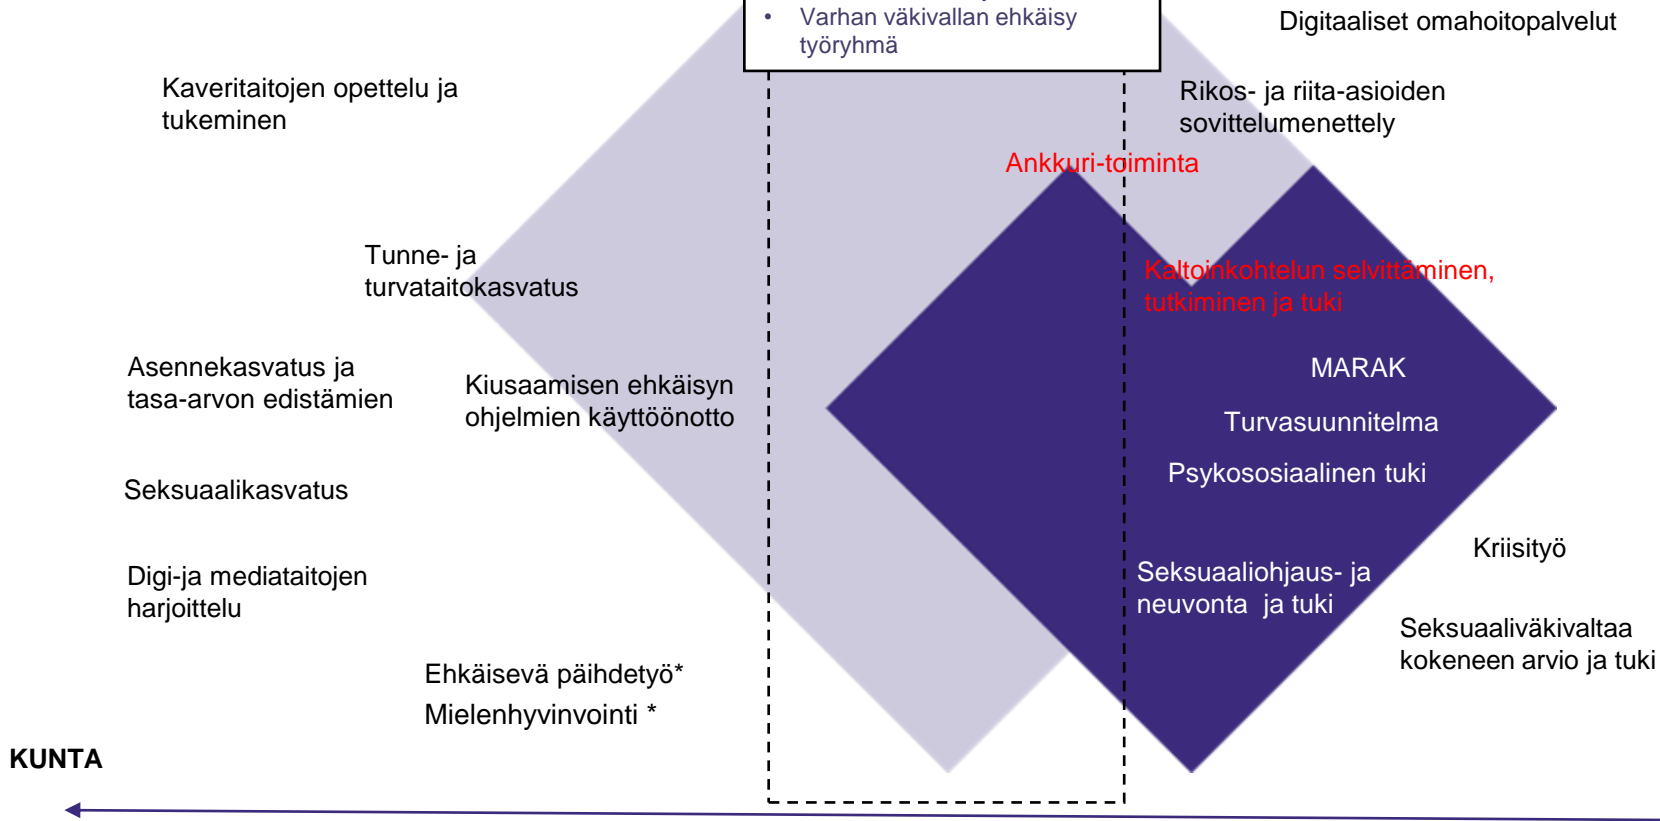 • Varhan väkivallan ehkäisy
työryhmä
Digitaaliset omahoitopalvelut
Kaveritaitojen opettelu ja
tukeminen
Rikos- ja riita-asioiden
sovittelumenettely
Ankkuri-toiminta
Tunne- ja
turvataitokasvatus
Kaltoinkohtelun selvittäminen,
tutkiminen ja tuki
Asennekasvatus ja
tasa-arvon edistämien
Kiusaamisen ehkäisyn
ohjelmien käyttöönotto
MARAK
Turvasuunnitelma
Psykososiaalinen tuki
Seksuaalikasvatus
Kriisityö
Digi-ja mediataitojen
harjoittelu
Seksuaaliohjaus- ja
neuvonta ja tuki
Seksuaaliväkivaltaa
kokeneen arvio ja tuki
Ehkäisevä päihdetyö*
Mielenhyvinvointi *
KUNTA